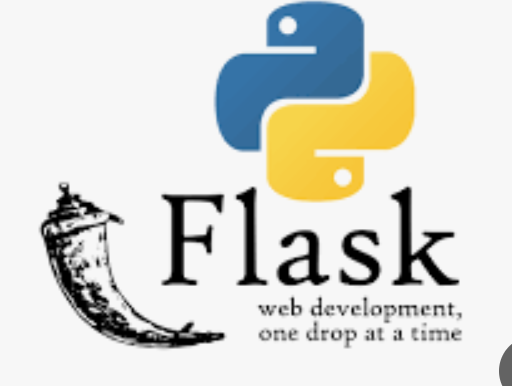 Flask
web development,
one drop at a time